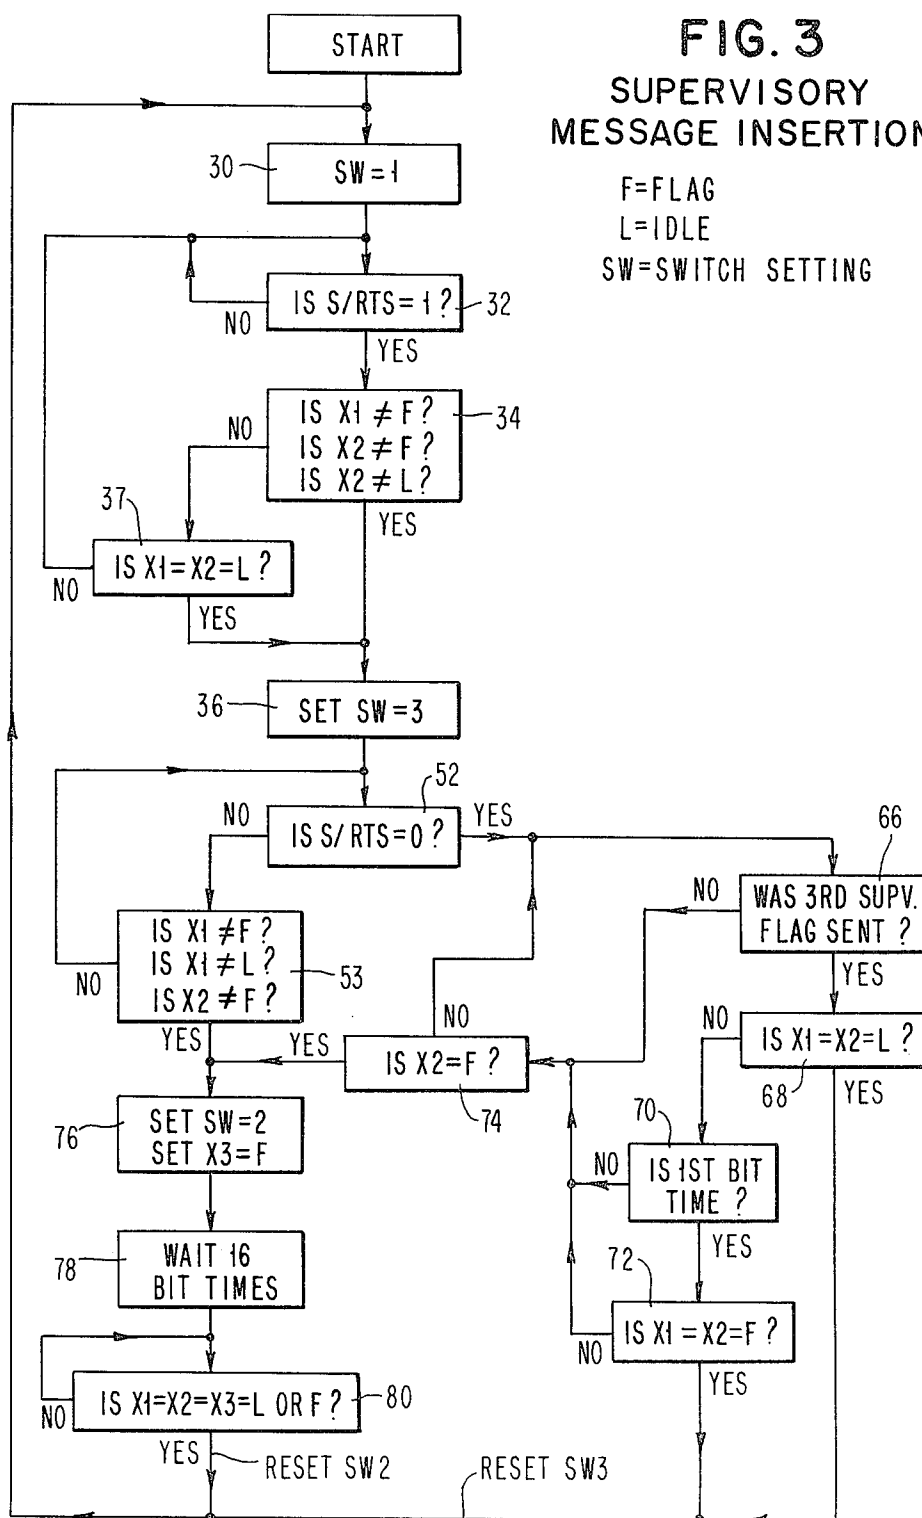 START
FIG. 3
SUPERVISORY
MESSAGE INSERTION
F=FLAG
L=IDLE
SW=SWITCH SETTING
30
SW=1
IS S/RTS=1?
32
NO
YES
IS X1≠F?
IS X2≠F?
IS X2≠L?
34
NO
YES
37
IS X1=X2=L?
NO
YES
36
SET SW=3
52
NO
IS S/RTS=0?
YES
66
NO
WAS 3RD SUPV.
FLAG SENT?
YES
IS X1≠F?
IS X1≠L?
IS X2≠F?
53
NO
YES
NO
YES
IS X2=F?
74
NO
IS X1=X2=L?
68
YES
76
SET SW=2
SET X3=F
70
NO
IS 1ST BIT
TIME?
YES
78
WAIT 16
BIT TIMES
72
IS X1=X2=F?
NO
YES
IS X1=X2=X3=L OR F?
80
NO
YES
RESET SW2
RESET SW3